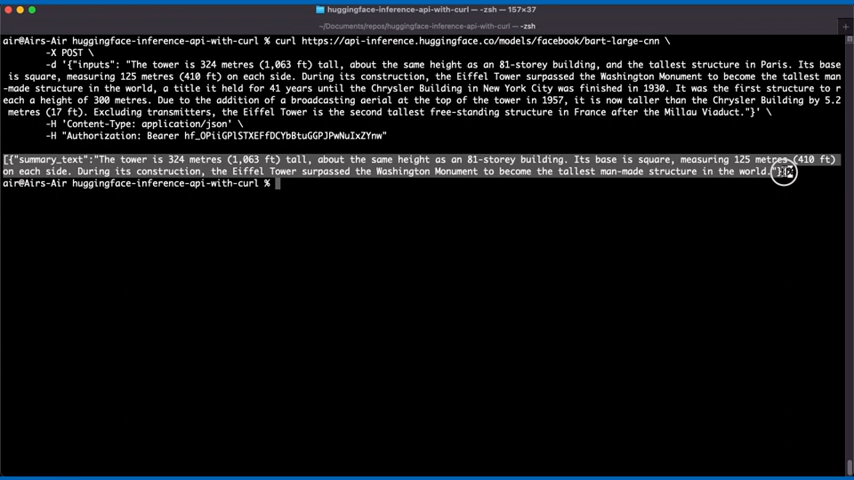 huggingface-inference-api-with-curl — -zsh — 157×37
~/Documents/repos/huggingface-inference-api-with-curl — -zsh
air@Airs-Air huggingface-inference-api-with-curl % curl https://api-inference.huggingface.co/models/facebook/bart-large-cnn \
-X POST \
-d '{"inputs": "The tower is 324 metres (1,063 ft) tall, about the same height as an 81-storey building, and the tallest structure in Paris. Its base
is square, measuring 125 metres (410 ft) on each side. During its construction, the Eiffel Tower surpassed the Washington Monument to become the tallest man
-made structure in the world, a title it held for 41 years until the Chrysler Building in New York City was finished in 1930. It was the first structure to r
each a height of 300 metres. Due to the addition of a broadcasting aerial at the top of the tower in 1957, it is now taller than the Chrysler Building by 5.2
metres (17 ft). Excluding transmitters, the Eiffel Tower is the second tallest free-standing structure in France after the Millau Viaduct."}' \
-H 'Content-Type: application/json' \
-H "Authorization: Bearer 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"
[{"summary_text":"The tower is 324 metres (1,063 ft) tall, about the same height as an 81-storey building. Its base is square, measuring 125 metres (410 ft)
on each side. During its construction, the Eiffel Tower surpassed the Washington Monument to become the tallest man-made structure in the world."}]
air@Airs-Air huggingface-inference-api-with-curl %